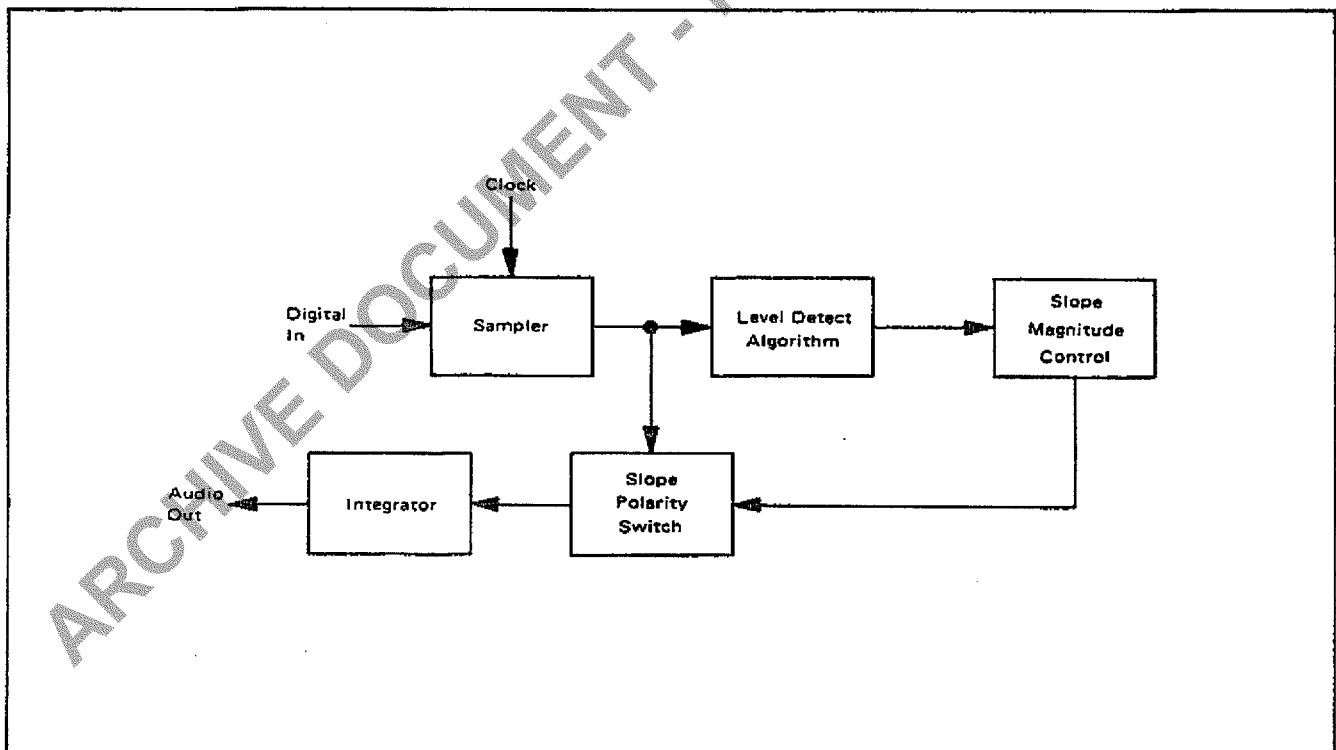 ARCHIVE DOCUMENT -
Clock
Digital
In
Sampler
Level Detect
Algorithm
Slope
Magnitude
Control
Audio
Out
Integrator
Slope
Polarity
Switch